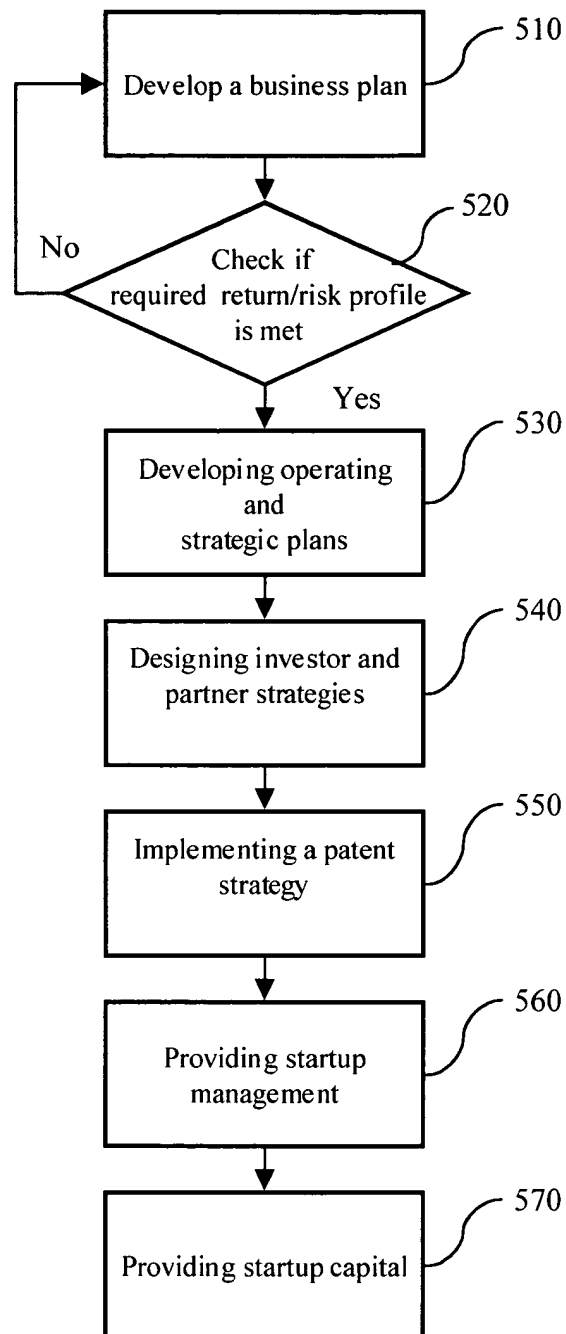 510
Develop a business plan
520
No
Check if
required return/risk profile
is met
Yes
530
Developing operating
and
strategic plans
540
Designing investor and
partner strategies
550
Implementing a patent
strategy
560
Providing startup
management
570
Providing startup capital